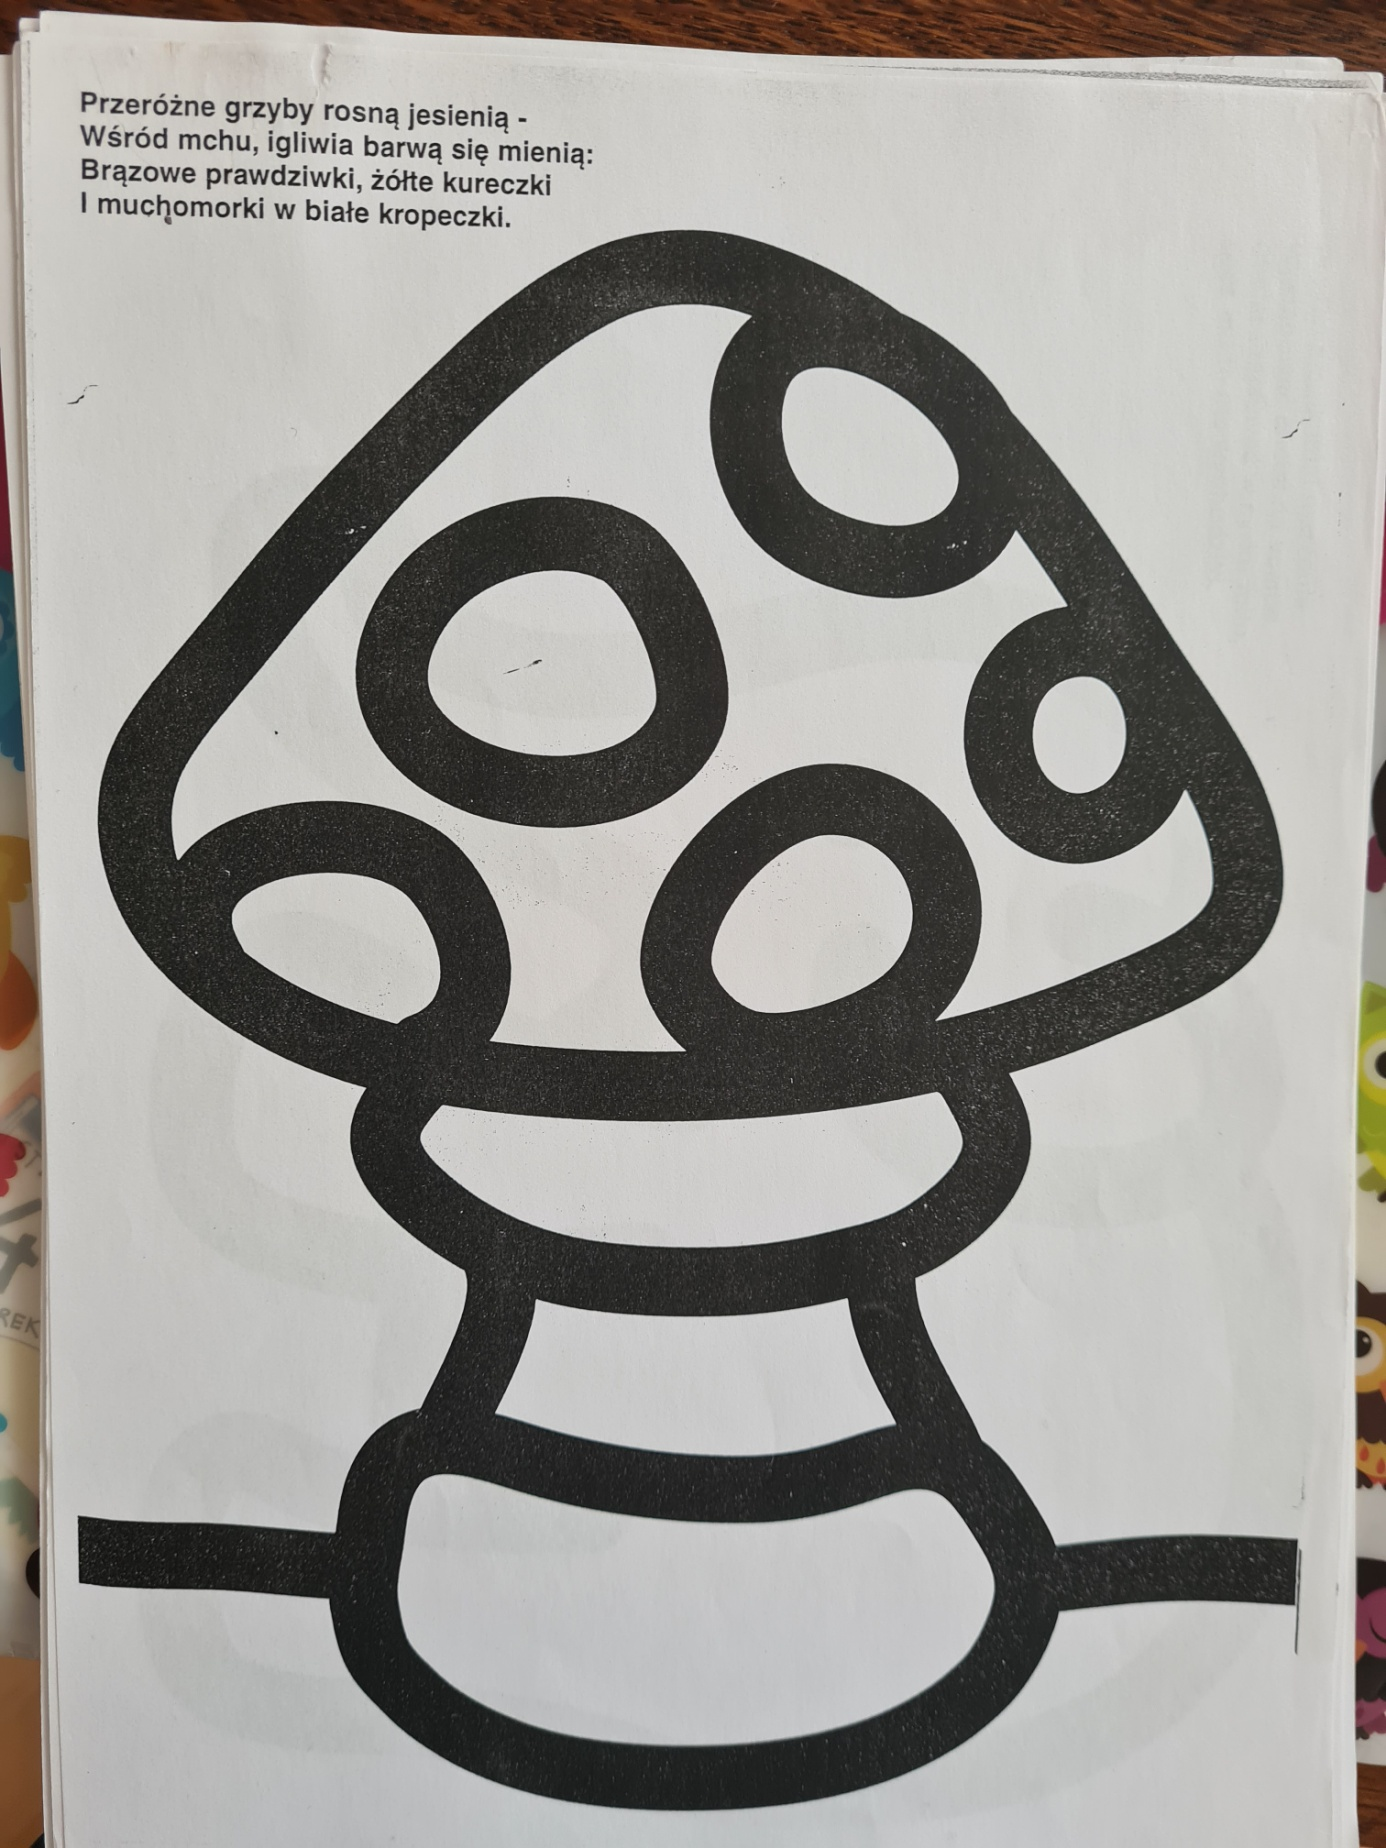 Przeróżne grzyby rosną jesienią -
Wśród mchu, igliwia barwą się mienią:
Brązowe prawdziwki, żółte kureczki
I muchomorki w białe kropeczki.